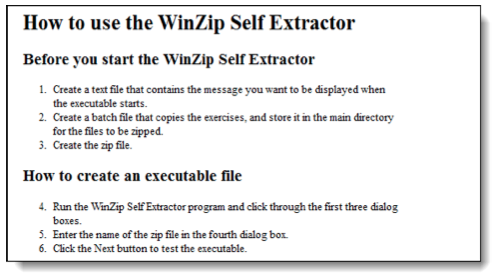 How to use the WinZip Self Extractor
Before you start the WinZip Self Extractor
1. Create a text file that contains the message you want to be displayed when
the executable starts.
2. Create a batch file that copies the exercises, and store it in the main directory
for the files to be zipped.
3. Create the zip file.
How to create an executable file
4. Run the WinZip Self Extractor program and click through the first three dialog
boxes.
5. Enter the name of the zip file in the fourth dialog box.
6. Click the Next button to test the executable.